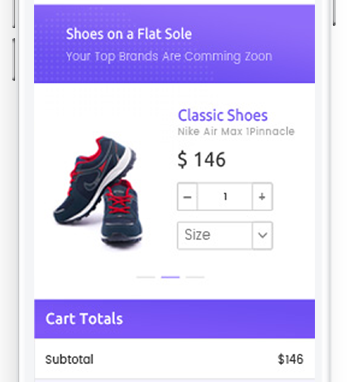 Shoes on a Flat Sole
Your Top Brands Are Comming Zoon
Classic Shoes
Nike Air Max 1Pinnacle
$ 146
− 1 +
Size
Cart Totals
Subtotal $146